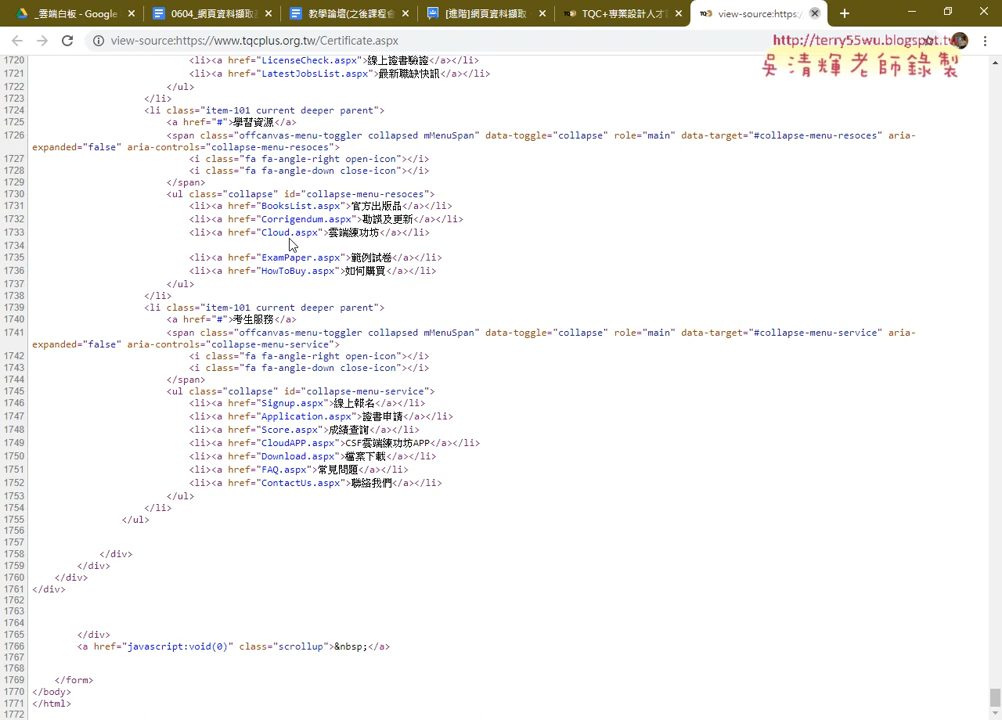 _雲端白板 - Google
0604_網頁資料擷取
教學論壇(之後課程會
[進階]網頁資料擷取
TQC+專業設計人才
view-source:https:/
view-source:https://www.tqcplus.org.tw/Certificate.aspx
http://terry55wu.blogspot.tw
吳清輝老師錄製
1720 <li><a href="LicenseCheck.aspx">線上證書驗證</a></li>
1721 <li><a href="LatestJobsList.aspx">最新職缺快訊</a></li>
1722 </ul>
1723 </li>
1724 <li class="item-101 current deeper parent">
1725 <a href="#">學習資源</a>
1726 <span class="offcanvas-menu-toggler collapsed mMenuSpan" data-toggle="collapse" role="main" data-target="#collapse-menu-resoces" aria-
expanded="false" aria-controls="collapse-menu-resoces">
1727 <i class="fa fa-angle-right open-icon"></i>
1728 <i class="fa fa-angle-down close-icon"></i>
1729 </span>
1730 <ul class="collapse" id="collapse-menu-resoces">
1731 <li><a href="BooksList.aspx">官方出版品</a></li>
1732 <li><a href="Corrigendum.aspx">勘誤及更新</a></li>
1733 <li><a href="Cloud.aspx">雲端練功坊</a></li>
1734
1735 <li><a href="ExamPaper.aspx">範例試卷</a></li>
1736 <li><a href="HowToBuy.aspx">如何購買</a></li>
1737 </ul>
1738 </li>
1739 <li class="item-101 current deeper parent">
1740 <a href="#">考生服務</a>
1741 <span class="offcanvas-menu-toggler collapsed mMenuSpan" data-toggle="collapse" role="main" data-target="#collapse-menu-service" aria-
expanded="false" aria-controls="collapse-menu-service">
1742 <i class="fa fa-angle-right open-icon"></i>
1743 <i class="fa fa-angle-down close-icon"></i>
1744 </span>
1745 <ul class="collapse" id="collapse-menu-service">
1746 <li><a href="Signup.aspx">線上報名</a></li>
1747 <li><a href="Application.aspx">證書申請</a></li>
1748 <li><a href="Score.aspx">成績查詢</a></li>
1749 <li><a href="CloudAPP.aspx">CSF雲端練功坊APP</a></li>
1750 <li><a href="Download.aspx">檔案下載</a></li>
1751 <li><a href="FAQ.aspx">常見問題</a></li>
1752 <li><a href="ContactUs.aspx">聯絡我們</a></li>
1753 </ul>
1754 </li>
1755 </ul>
1756
1757
1758 </div>
1759 </div>
1760 </div>
1761 </div>
1762
1763
1764
1765 </div>
1766 <a href="javascript:void(0)" class="scrollup">&nbsp;</a>
1767
1768
1769 </form>
1770 </body>
1771 </html>
1772